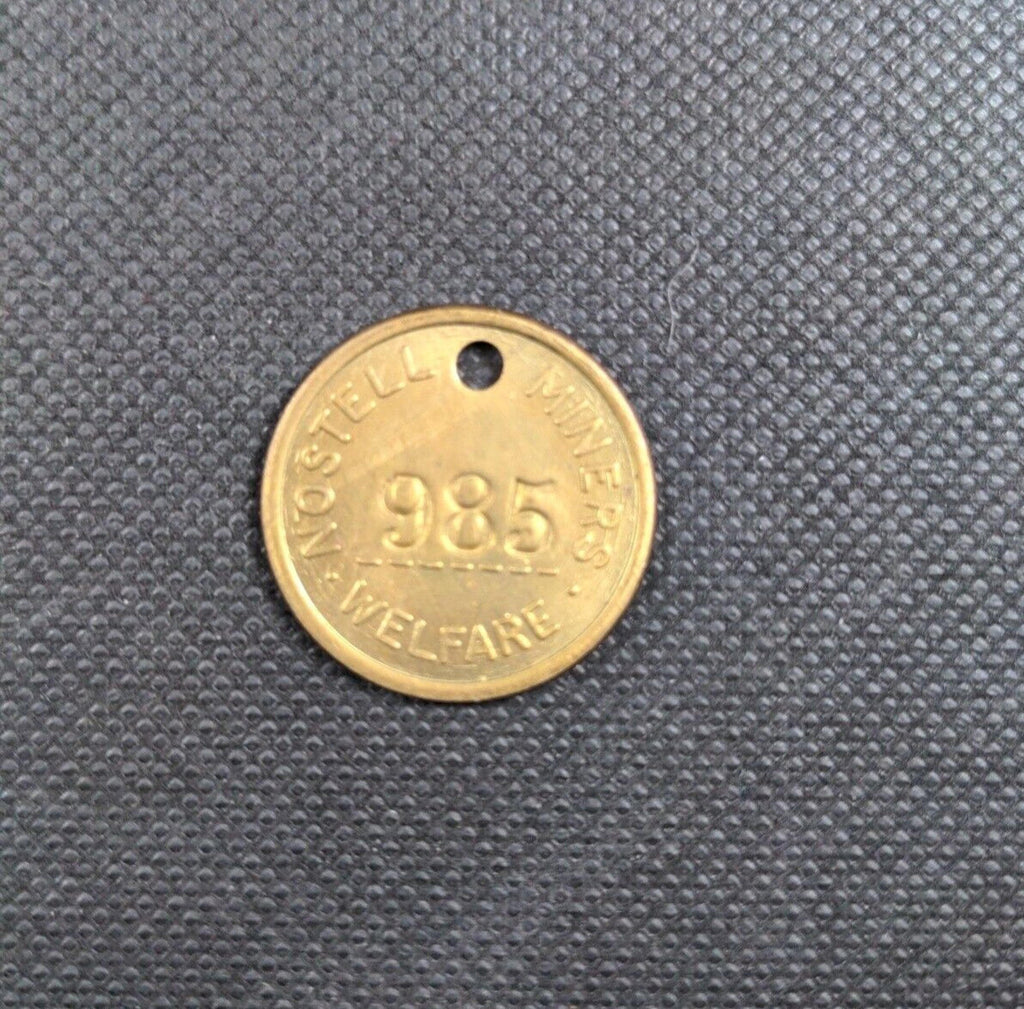 NOSTELL MINERS
985
· WELFARE ·